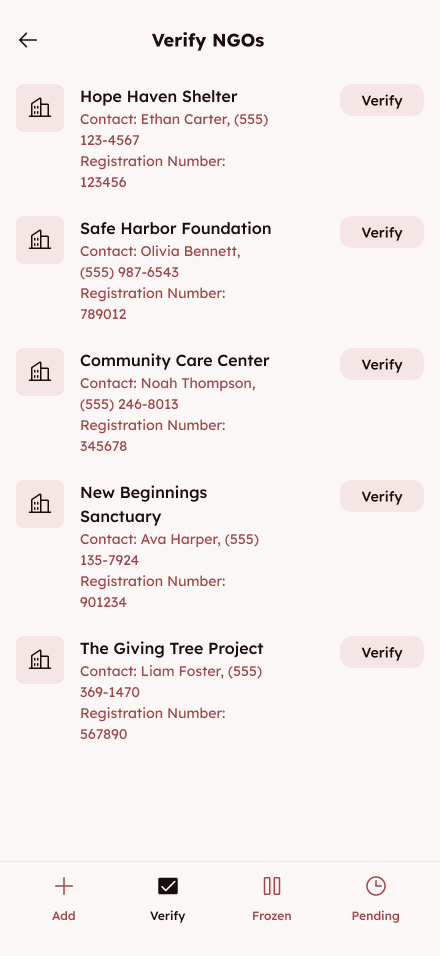 Verify NGOs
Hope Haven Shelter
Verify
Contact: Ethan Carter, (555)
123-4567
Registration Number:
123456
Safe Harbor Foundation
Verify
Contact: Olivia Bennett,
(555) 987-6543
Registration Number:
789012
Community Care Center
Verify
Contact: Noah Thompson,
(555) 246-8013
Registration Number:
345678
New Beginnings
Sanctuary
Verify
Contact: Ava Harper, (555)
135-7924
Registration Number:
901234
The Giving Tree Project
Verify
Contact: Liam Foster, (555)
369-1470
Registration Number:
567890
Add
Verify
Frozen
Pending